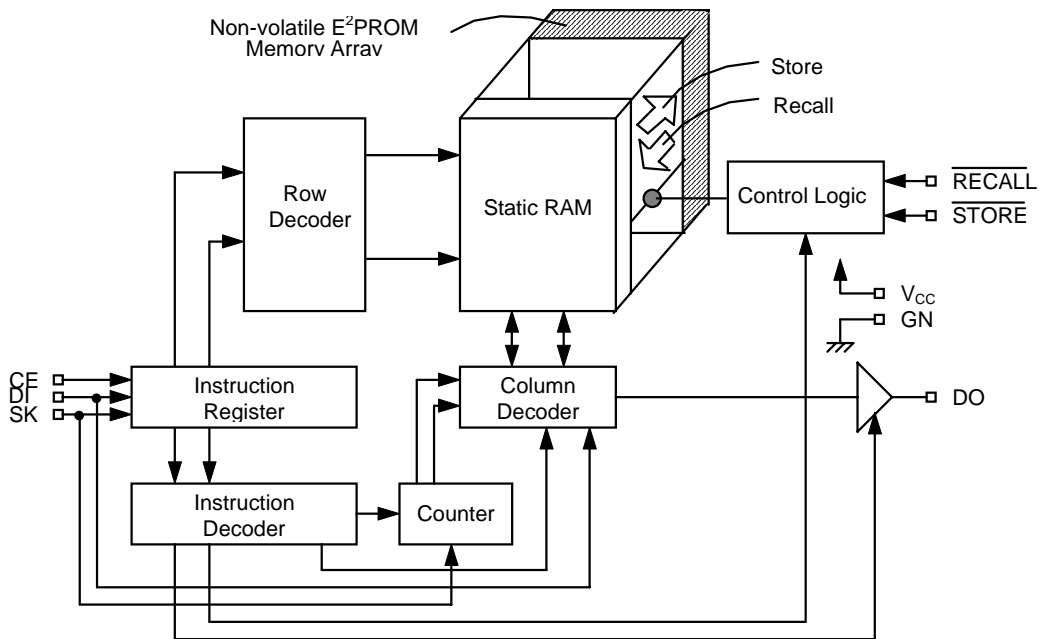 Non-volatile E²PROM
Memory Array
Store
Recall
Row
Decoder
Static RAM
Control Logic
RECALL
STORE
VCC
GN
CE
DI
SK
Instruction
Register
Column
Decoder
DO
Instruction
Decoder
Counter